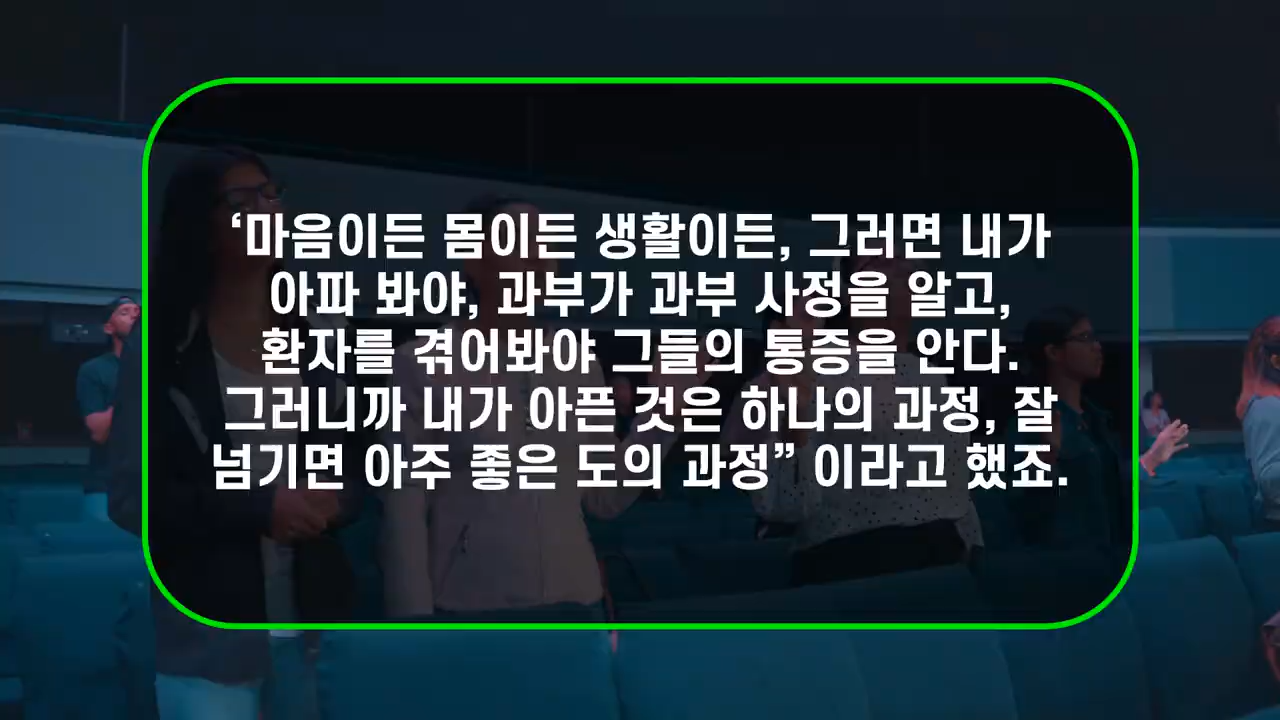 ‘마음이든 몸이든 생활이든, 그러면 내가
아파 봐야, 과부가 과부 사정을 알고,
환자를 겪어봐야 그들의 통증을 안다.
그러니까 내가 아픈 것은 하나의 과정, 잘
넘기면 아주 좋은 도의 과정” 이라고 했죠.